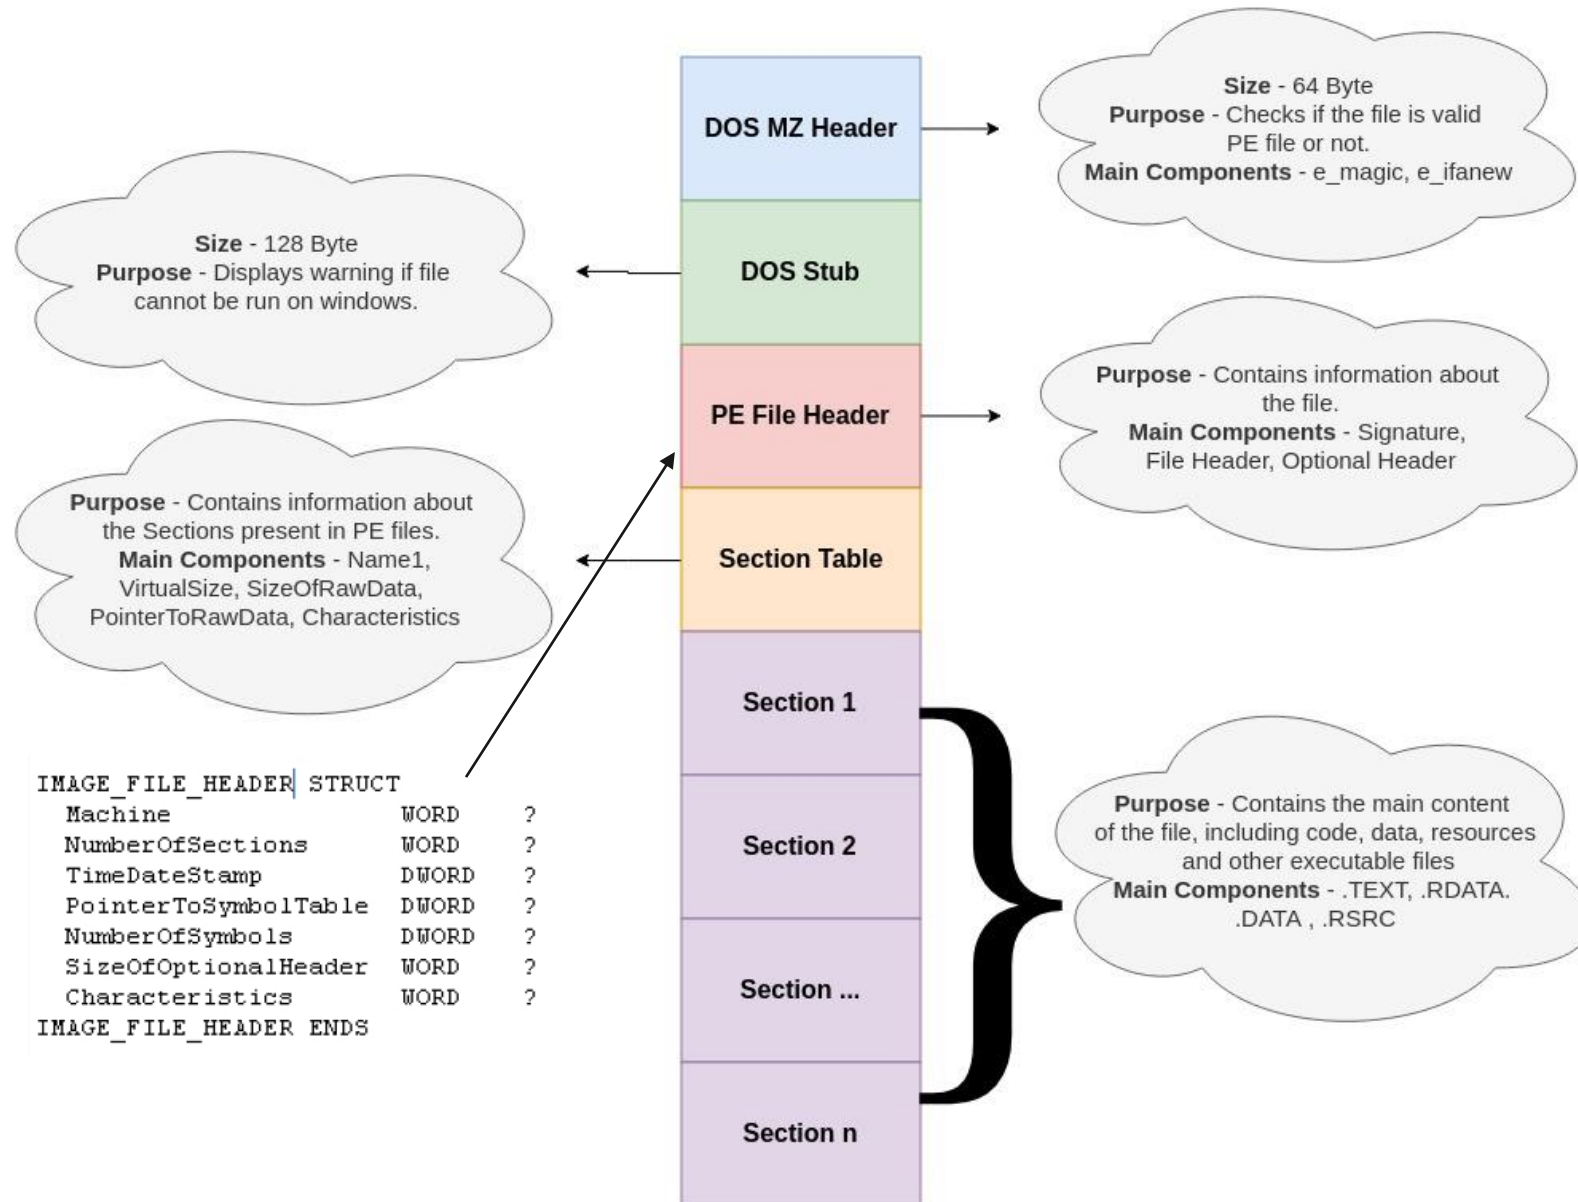 DOS MZ Header
Size - 64 Byte
Purpose - Checks if the file is valid
PE file or not.
Main Components - e_magic, e_ifanew
Size - 128 Byte
Purpose - Displays warning if file
cannot be run on windows.
DOS Stub
PE File Header
Purpose - Contains information about
the file.
Main Components - Signature,
File Header, Optional Header
Purpose - Contains information about
the Sections present in PE files.
Main Components - Name1,
VirtualSize, SizeOfRawData,
PointerToRawData, Characteristics
Section Table
Section 1
Section 2
Section ...
Section n
Purpose - Contains the main content
of the file, including code, data, resources
and other executable files
Main Components - .TEXT, .RDATA.
.DATA , .RSRC
IMAGE_FILE_HEADER STRUCT
Machine WORD ?
NumberOfSections WORD ?
TimeDateStamp DWORD ?
PointerToSymbolTable DWORD ?
NumberOfSymbols DWORD ?
SizeOfOptionalHeader WORD ?
Characteristics WORD ?
IMAGE_FILE_HEADER ENDS